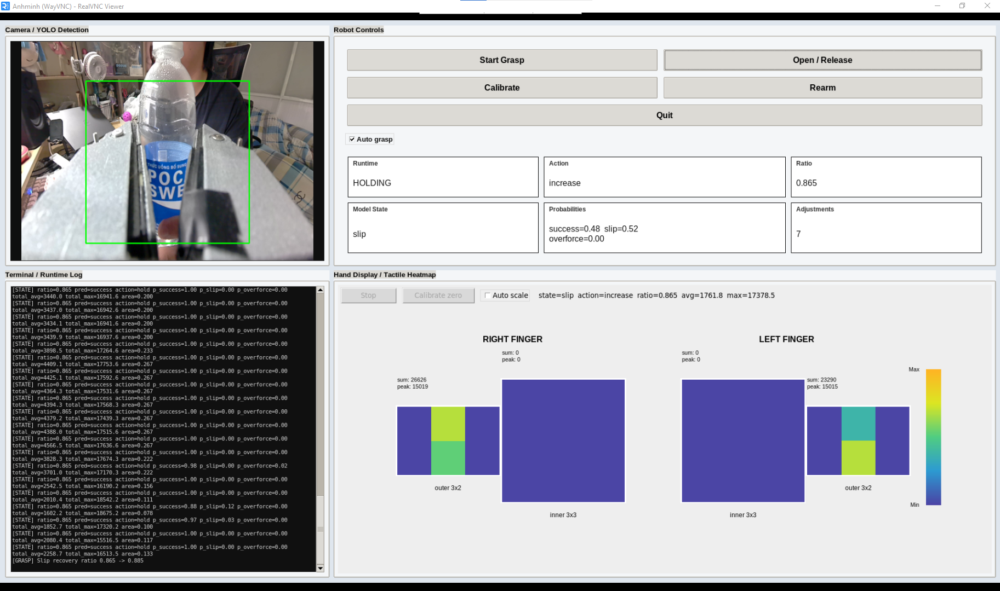 Anhminh (WayVNC) - RealVNC Viewer
Camera / YOLO Detection
THỨC UỐNG BỔ SUNG
POC
SWE
Robot Controls
Start Grasp
Open / Release
Calibrate
Rearm
Quit
Auto grasp
Runtime
HOLDING
Action
increase
Ratio
0.865
Model State
slip
Probabilities
success=0.48 slip=0.52
overforce=0.00
Adjustments
7
Terminal / Runtime Log
[STATE] ratio=0.865 pred=success action=hold p_success=1.00 p_slip=0.00 p_overforce=0.00
total_avg=3440.0 total_max=16941.6 area=0.200
[STATE] ratio=0.865 pred=success action=hold p_success=1.00 p_slip=0.00 p_overforce=0.00
total_avg=3437.0 total_max=16942.6 area=0.200
[STATE] ratio=0.865 pred=success action=hold p_success=1.00 p_slip=0.00 p_overforce=0.00
total_avg=3434.1 total_max=16941.6 area=0.200
[STATE] ratio=0.865 pred=success action=hold p_success=1.00 p_slip=0.00 p_overforce=0.00
total_avg=3439.9 total_max=16937.6 area=0.200
[STATE] ratio=0.865 pred=success action=hold p_success=1.00 p_slip=0.00 p_overforce=0.00
total_avg=3898.5 total_max=17264.6 area=0.233
[STATE] ratio=0.865 pred=success action=hold p_success=1.00 p_slip=0.00 p_overforce=0.00
total_avg=4409.1 total_max=17753.6 area=0.267
[STATE] ratio=0.865 pred=success action=hold p_success=1.00 p_slip=0.00 p_overforce=0.00
total_avg=4425.1 total_max=17592.6 area=0.267
[STATE] ratio=0.865 pred=success action=hold p_success=1.00 p_slip=0.00 p_overforce=0.00
total_avg=4364.3 total_max=17531.6 area=0.267
[STATE] ratio=0.865 pred=success action=hold p_success=1.00 p_slip=0.00 p_overforce=0.00
total_avg=4394.3 total_max=17568.3 area=0.267
[STATE] ratio=0.865 pred=success action=hold p_success=1.00 p_slip=0.00 p_overforce=0.00
total_avg=4379.2 total_max=17439.3 area=0.267
[STATE] ratio=0.865 pred=success action=hold p_success=1.00 p_slip=0.00 p_overforce=0.00
total_avg=4388.0 total_max=17515.6 area=0.267
[STATE] ratio=0.865 pred=success action=hold p_success=1.00 p_slip=0.00 p_overforce=0.00
total_avg=4566.5 total_max=17636.6 area=0.267
[STATE] ratio=0.865 pred=success action=hold p_success=1.00 p_slip=0.00 p_overforce=0.00
total_avg=3828.3 total_max=17674.3 area=0.222
[STATE] ratio=0.865 pred=success action=hold p_success=0.98 p_slip=0.00 p_overforce=0.02
total_avg=3701.0 total_max=17170.3 area=0.222
[STATE] ratio=0.865 pred=success action=hold p_success=1.00 p_slip=0.00 p_overforce=0.00
total_avg=2542.5 total_max=16190.2 area=0.156
[STATE] ratio=0.865 pred=success action=hold p_success=1.00 p_slip=0.00 p_overforce=0.00
total_avg=2010.4 total_max=18542.2 area=0.111
[STATE] ratio=0.865 pred=success action=hold p_success=0.88 p_slip=0.12 p_overforce=0.00
total_avg=1602.2 total_max=18675.2 area=0.078
[STATE] ratio=0.865 pred=success action=hold p_success=0.97 p_slip=0.03 p_overforce=0.00
total_avg=1852.7 total_max=17320.2 area=0.100
[STATE] ratio=0.865 pred=success action=hold p_success=1.00 p_slip=0.00 p_overforce=0.00
total_avg=2080.4 total_max=15516.5 area=0.117
[STATE] ratio=0.865 pred=success action=hold p_success=1.00 p_slip=0.00 p_overforce=0.00
total_avg=2258.7 total_max=16513.5 area=0.133
[GRASP] Slip recovery ratio 0.865 -> 0.885
Hand Display / Tactile Heatmap
Stop
Calibrate zero
Auto scale
state=slip action=increase ratio=0.865 avg=1761.8 max=17378.5
RIGHT FINGER
sum: 0
peak: 0
sum: 26626
peak: 15019
outer 3x2
inner 3x3
LEFT FINGER
sum: 0
peak: 0
sum: 23290
peak: 15015
outer 3x2
inner 3x3
Max
Min